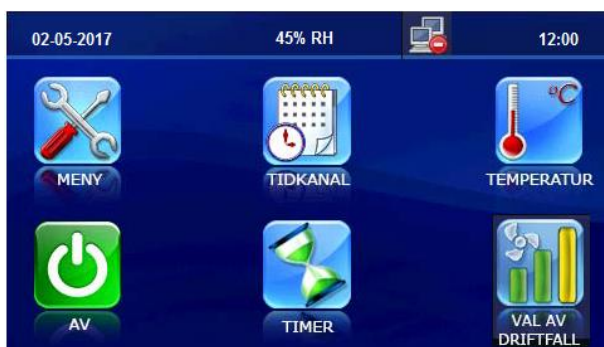 02-05-2017 45% RH 12:00
°C
MENY TIDKANAL TEMPERATUR
AV TIMER VAL AV
DRIFTFALL